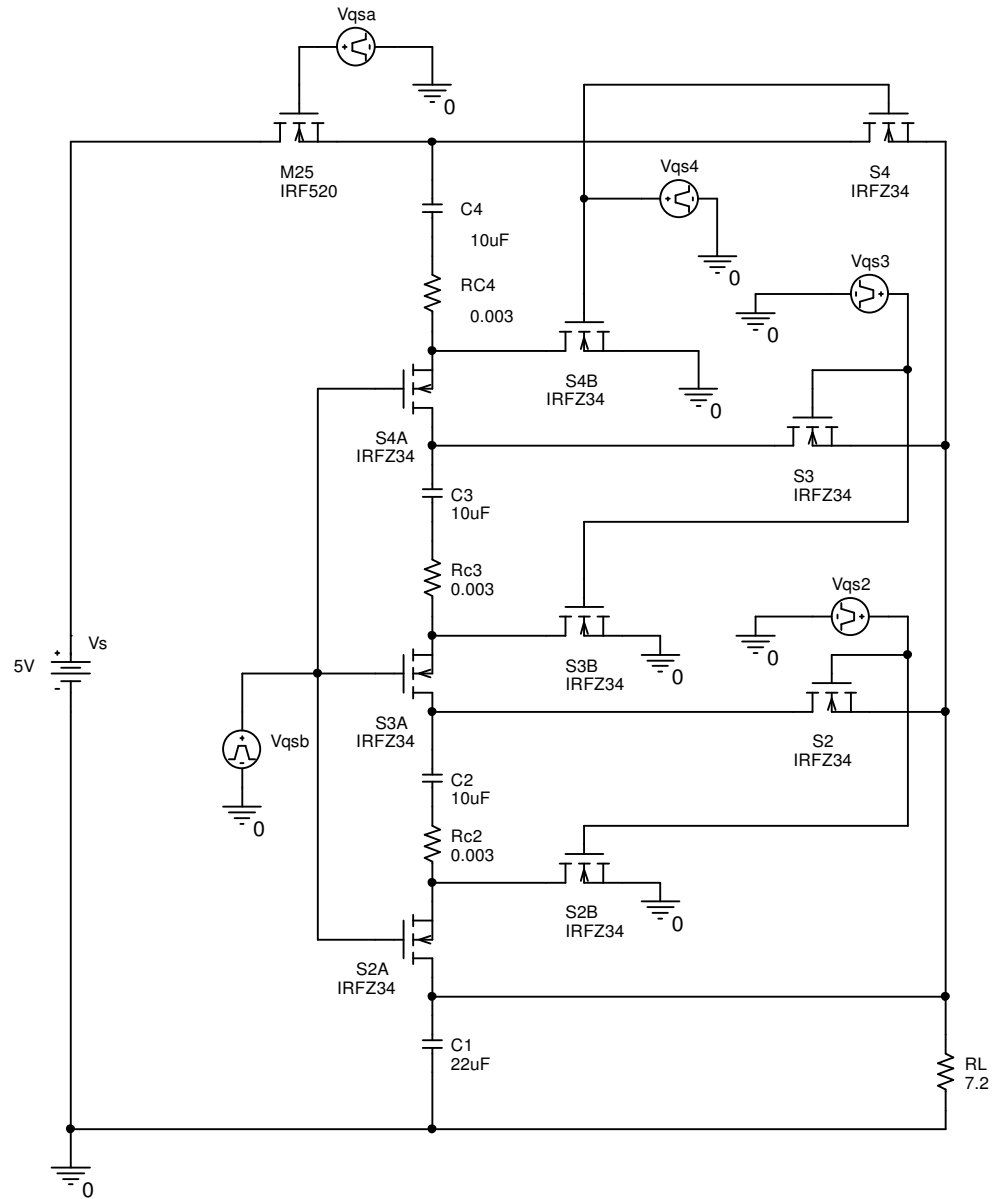 Vqsa
+ -
0
M25
IRF520
S4
IRFZ34
C4
10uF
Vqs4
+ -
0
RC4
0.003
Vqs3
- +
0
S4B
IRFZ34
0
S4A
IRFZ34
S3
IRFZ34
C3
10uF
Rc3
0.003
Vqs2
- +
0
Vs
+
5V
-
S3B
IRFZ34
0
S3A
IRFZ34
S2
IRFZ34
Vqsb
+
-
0
C2
10uF
Rc2
0.003
S2B
IRFZ34
0
S2A
IRFZ34
C1
22uF
RL
7.2
0